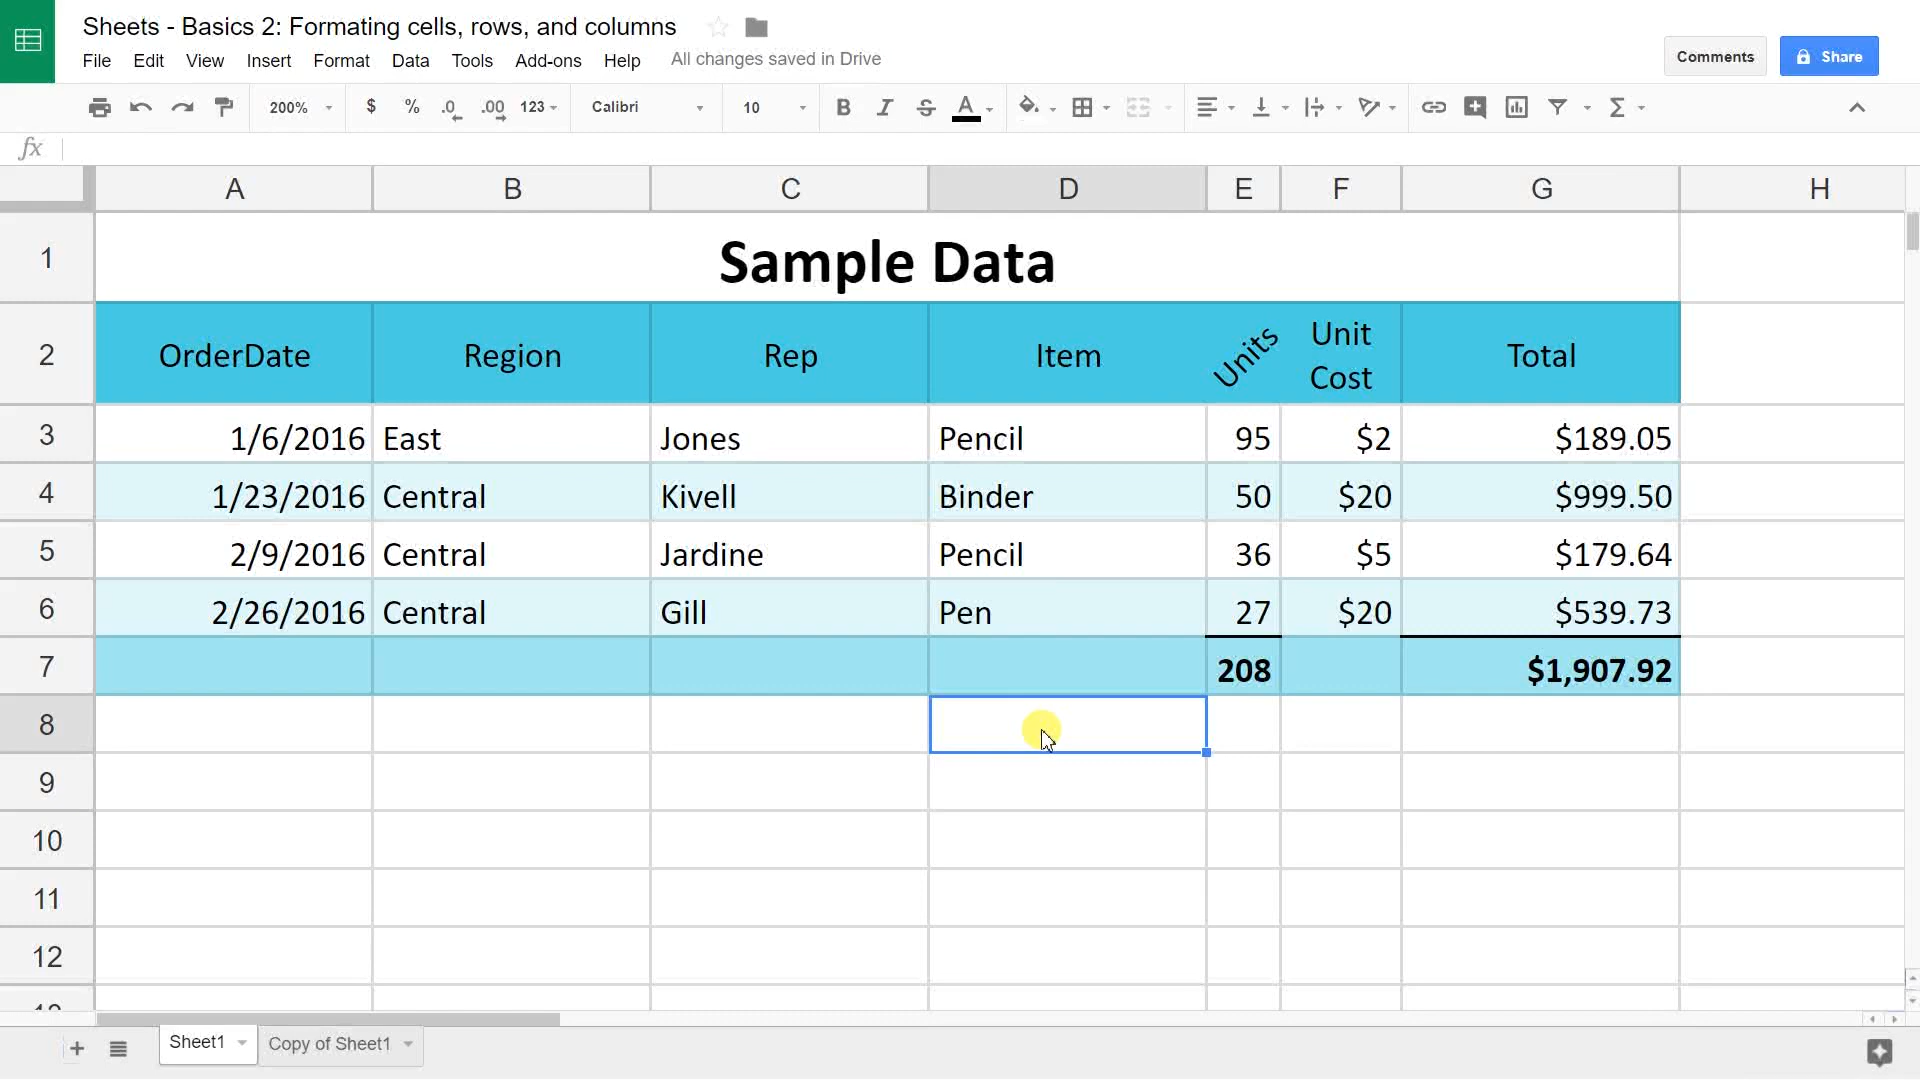 Sheets - Basics 2: Formating cells, rows, and columns
File Edit View Insert Format Data Tools Add-ons Help All changes saved in Drive
Comments Share
200% $ % .0 .00 123 Calibri 10 B I S A Σ
fx
A B C D E F G H
1 Sample Data
2 OrderDate Region Rep Item Units Unit Cost Total
3 1/6/2016 East Jones Pencil 95 $2 $189.05
4 1/23/2016 Central Kivell Binder 50 $20 $999.50
5 2/9/2016 Central Jardine Pencil 36 $5 $179.64
6 2/26/2016 Central Gill Pen 27 $20 $539.73
7 208 $1,907.92
8
9
10
11
12
Sheet1 Copy of Sheet1